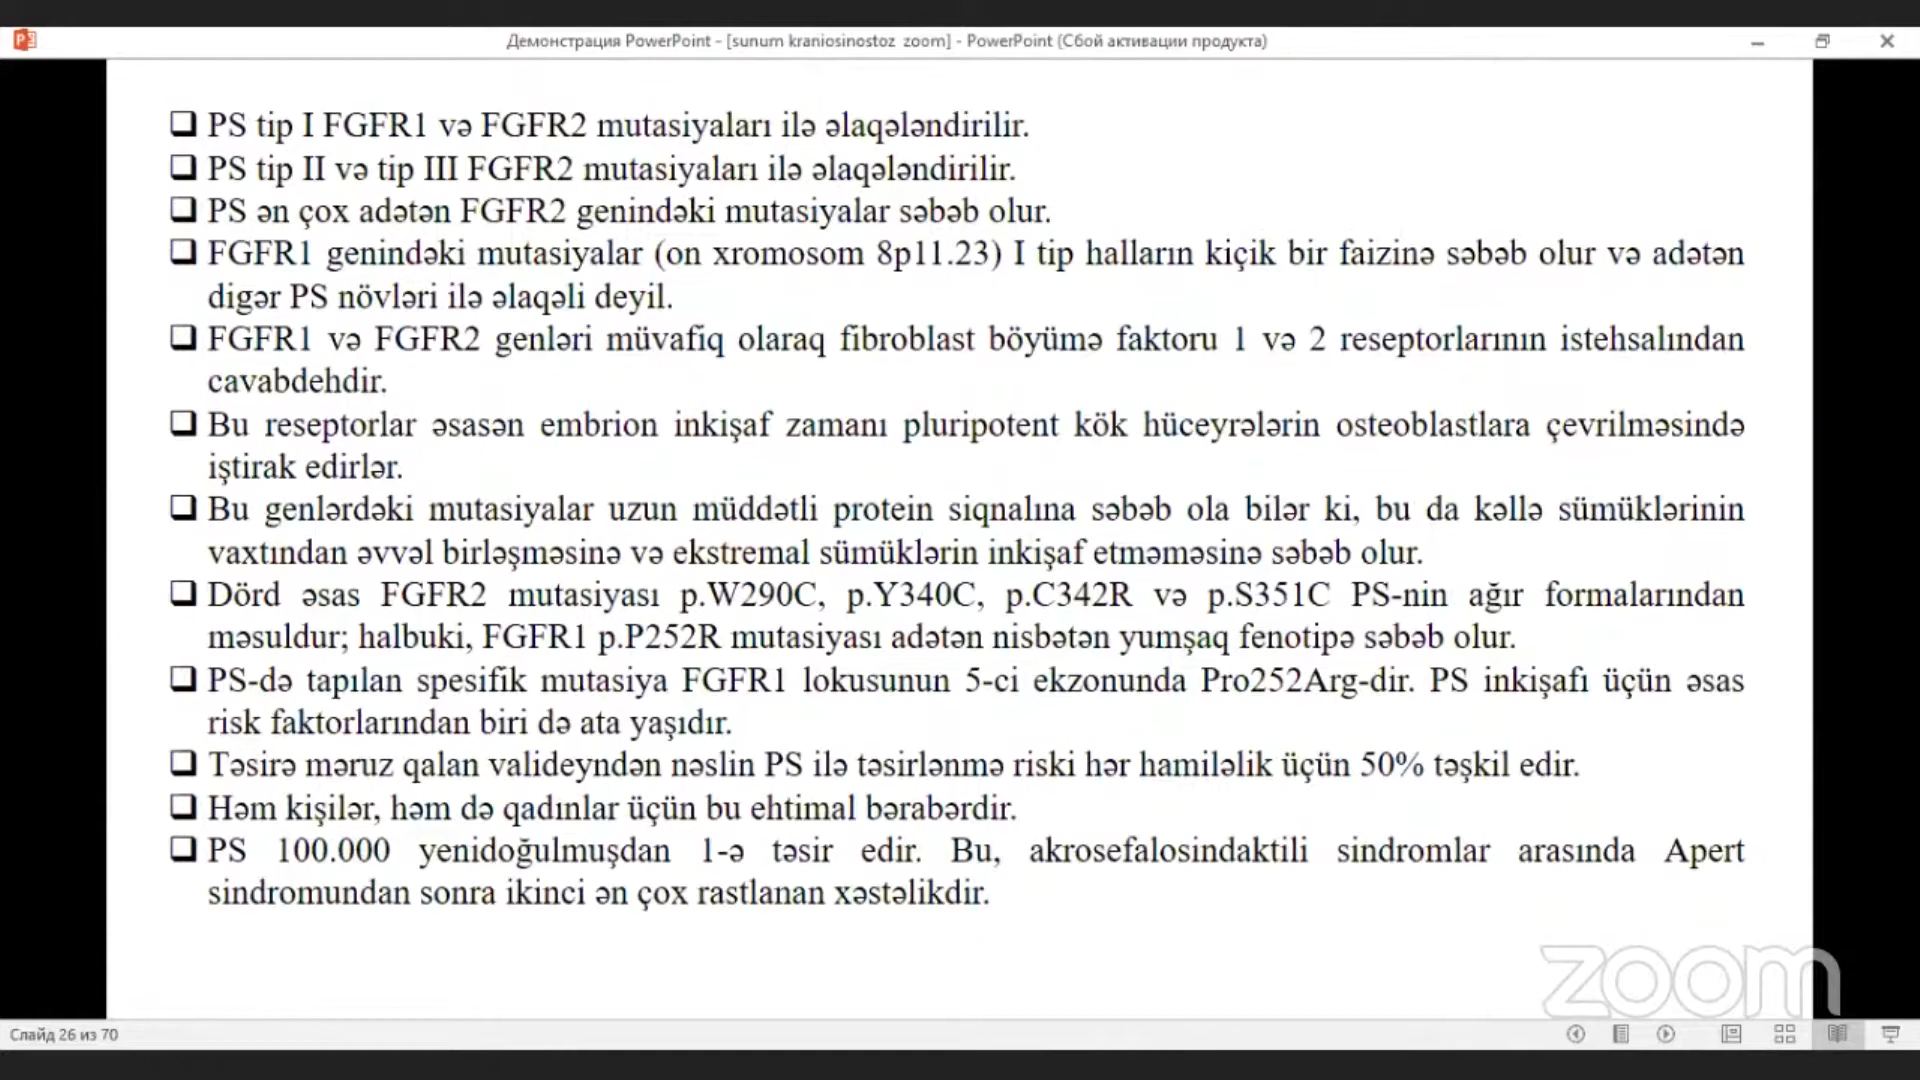 Демонстрация PowerPoint - [sunum kraniosinostoz zoom] - PowerPoint (Сбой активации продукта)
PS tip I FGFR1 və FGFR2 mutasiyaları ilə əlaqələndirilir.
PS tip II və tip III FGFR2 mutasiyaları ilə əlaqələndirilir.
PS ən çox adətən FGFR2 genindəki mutasiyalar səbəb olur.
FGFR1 genindəki mutasiyalar (on xromosom 8p11.23) I tip halların kiçik bir faizinə səbəb olur və adətən
digər PS növləri ilə əlaqəli deyil.
FGFR1 və FGFR2 genləri müvafiq olaraq fibroblast böyümə faktoru 1 və 2 reseptorlarının istehsalından
cavabdehdir.
Bu reseptorlar əsasən embrion inkişaf zamanı pluripotent kök hüceyrələrin osteoblastlara çevrilməsində
iştirak edirlər.
Bu genlərdəki mutasiyalar uzun müddətli protein siqnalına səbəb ola bilər ki, bu da kəllə sümüklərinin
vaxtından əvvəl birləşməsinə və ekstremal sümüklərin inkişaf etməməsinə səbəb olur.
Dörd əsas FGFR2 mutasiyası p.W290C, p.Y340C, p.C342R və p.S351C PS-nin ağır formalarından
məsuldur; halbuki, FGFR1 p.P252R mutasiyası adətən nisbətən yumşaq fenotipə səbəb olur.
PS-də tapılan spesifik mutasiya FGFR1 lokusunun 5-ci ekzonunda Pro252Arg-dir. PS inkişafı üçün əsas
risk faktorlarından biri də ata yaşıdır.
Təsirə məruz qalan valideyndən nəslin PS ilə təsirlənmə riski hər hamiləlik üçün 50% təşkil edir.
Həm kişilər, həm də qadınlar üçün bu ehtimal bərabərdir.
PS 100.000 yenidoğulmuşdan 1-ə təsir edir. Bu, akrosefalosindaktili sindromlar arasında Apert
sindromundan sonra ikinci ən çox rastlanan xəstəlikdir.
zoom
Слайд 26 из 70